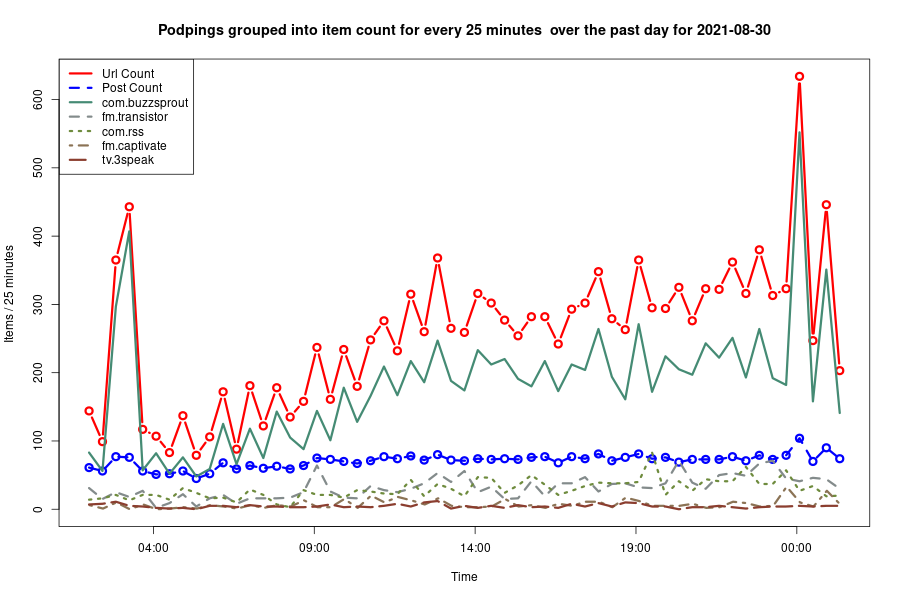 Podpings grouped into item count for every 25 minutes  over the past day for 2021-08-30
Url Count
Post Count
com.buzzsprout
fm.transistor
com.rss
fm.captivate
tv.3speak
Items / 25 minutes
600
500
400
300
200
100
0
04:00 09:00 14:00 19:00 00:00
Time